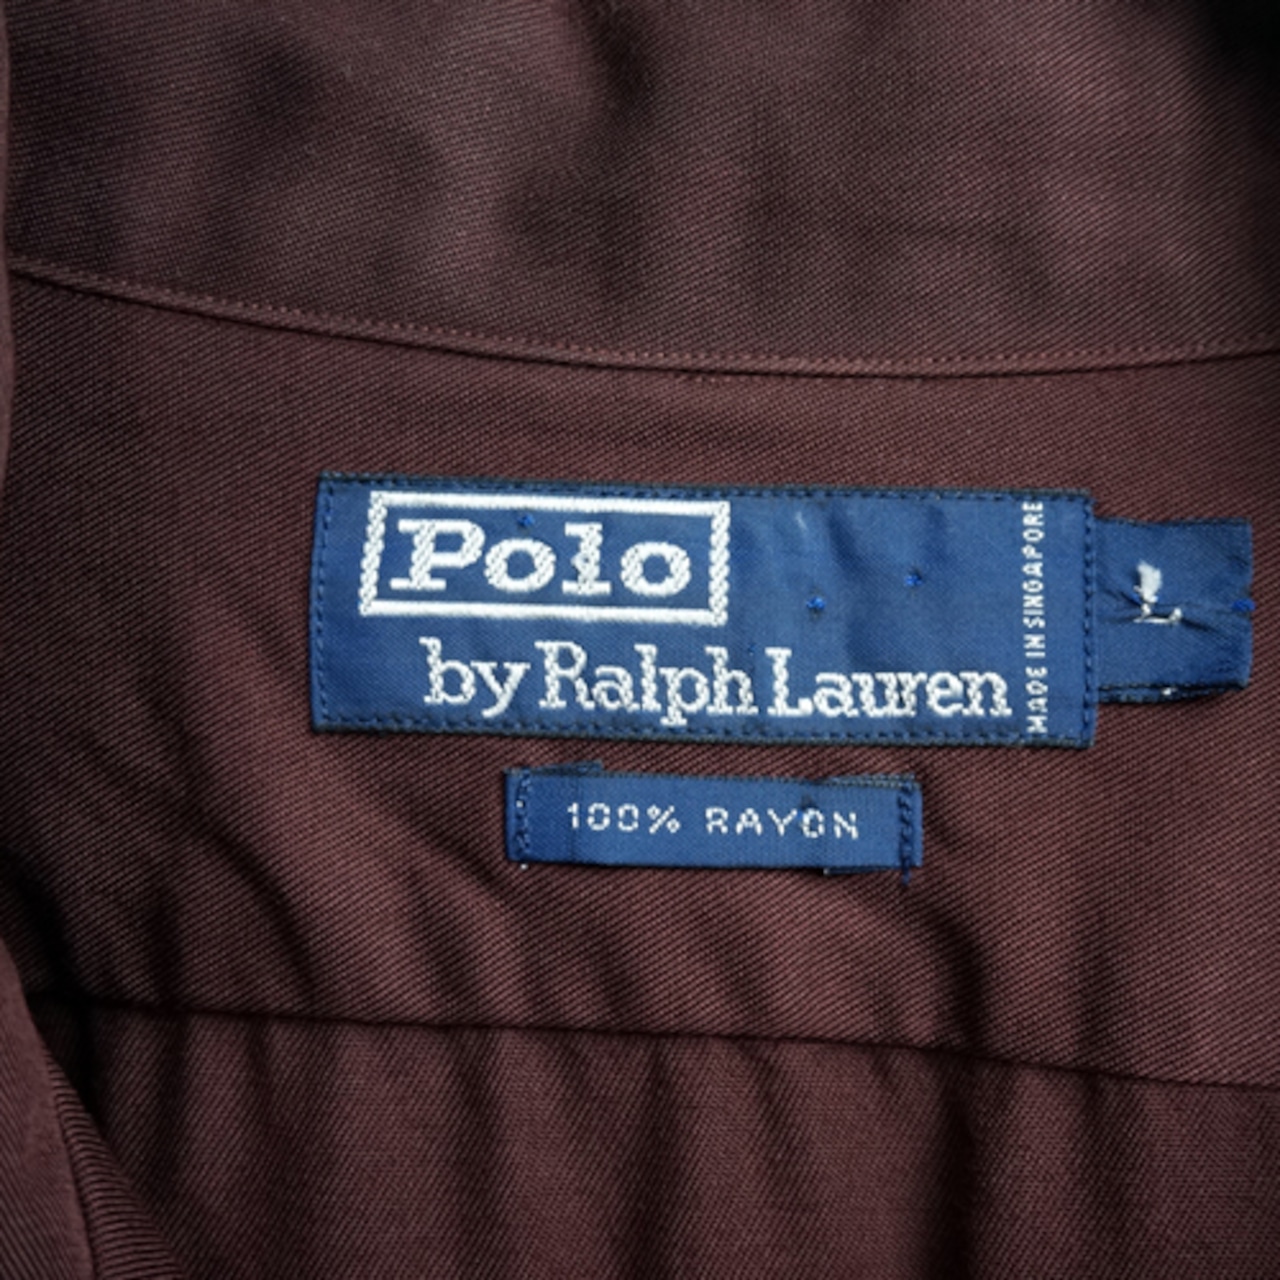 Polo
by Ralph Lauren
MADE IN SINGAPORE
L
100% RAYON